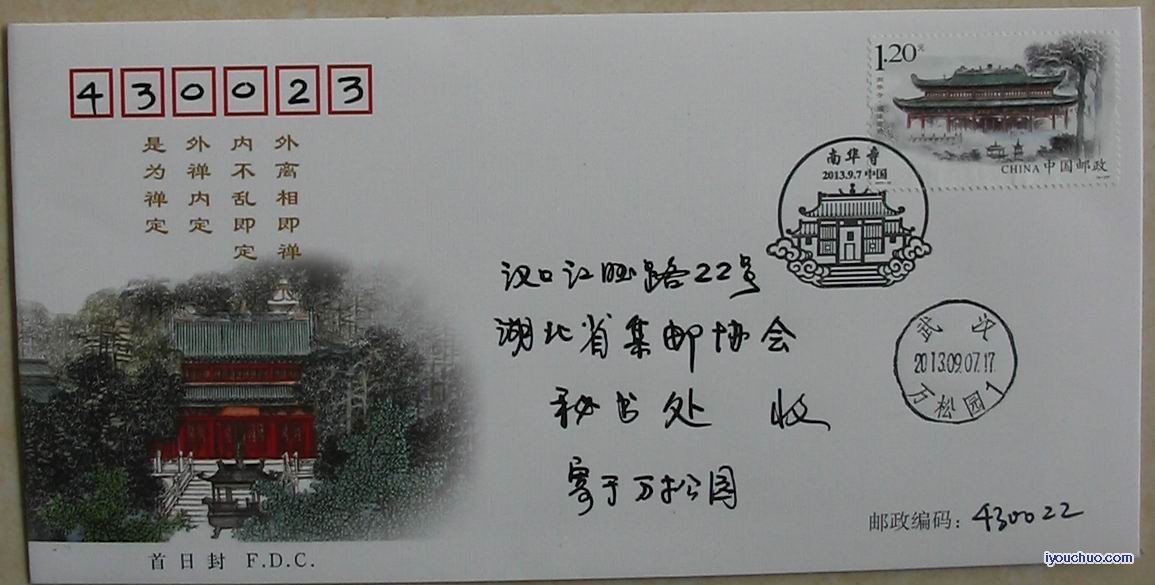 430023
外离相即禅
内不乱即定
外禅内定
是为禅定
1.20元
CHINA 中国邮政
南华寺
2013.9.7 中国
汉口江旺路22号
湖北省集邮协会
秘书处 收
寄于万松园
武汉
2013.09.07.17
万松园1
邮政编码：430022
首日封 F.D.C.
iyouchuo.com